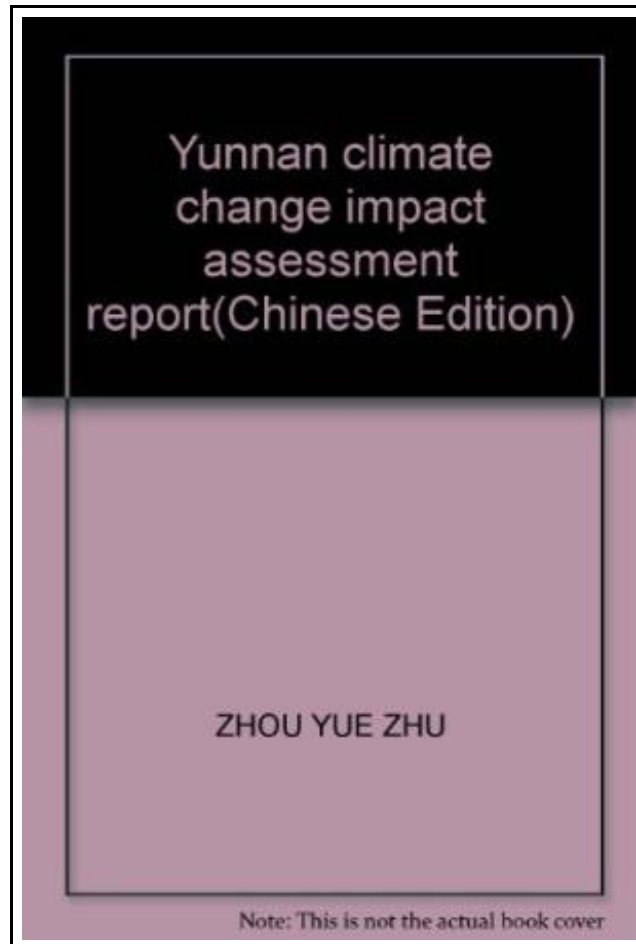 Yunnan climate
change impact
assessment
report(Chinese Edition)
ZHOU YUE ZHU
Note: This is not the actual book cover